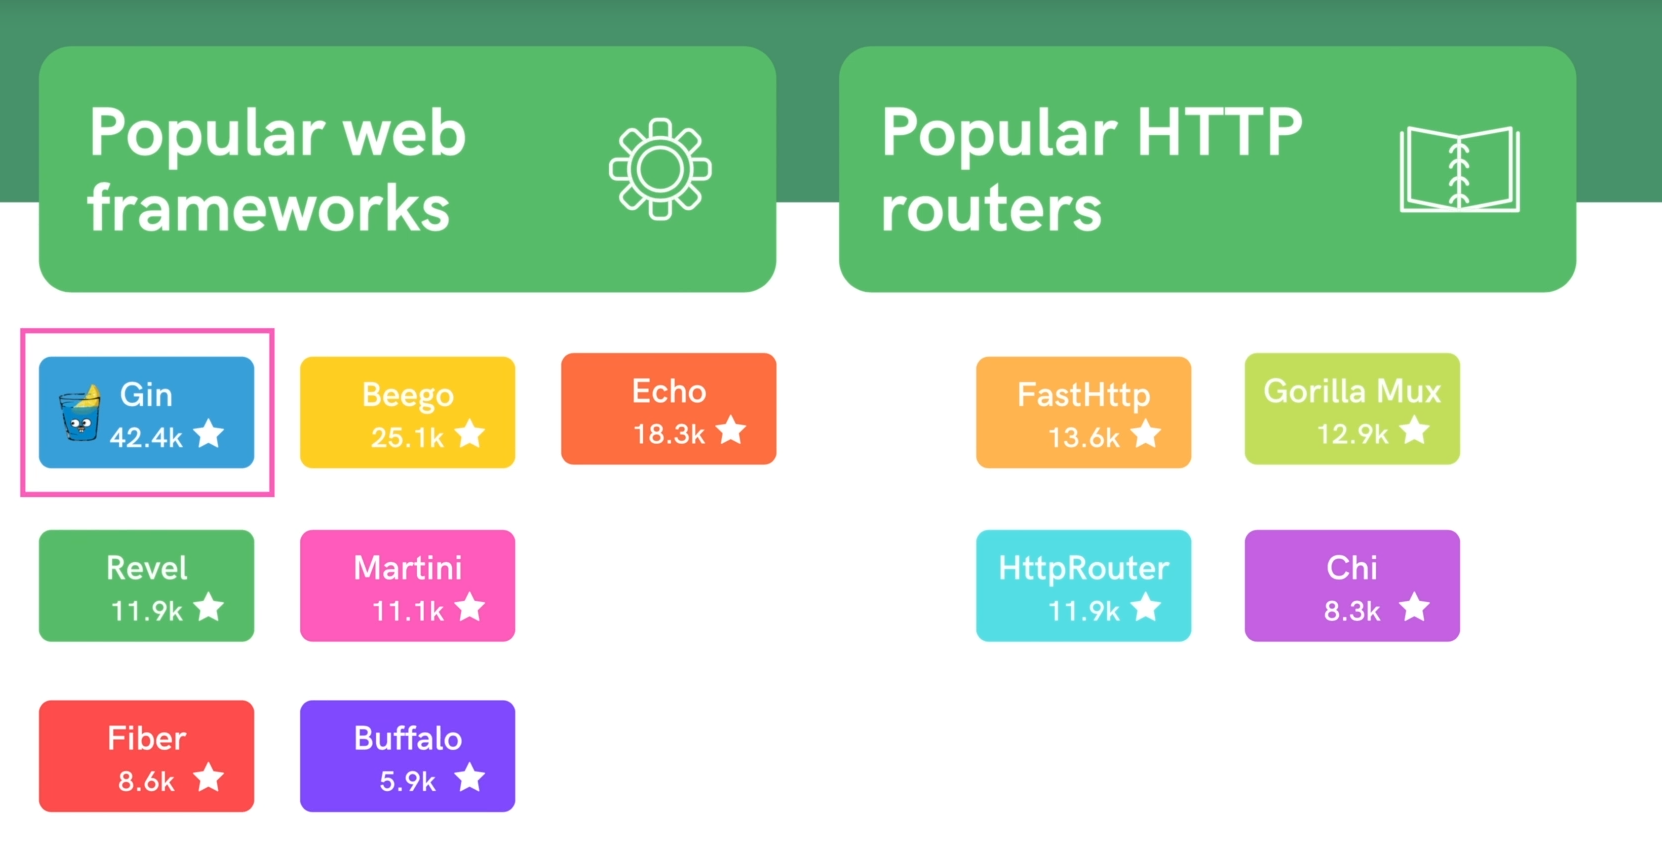 Popular web
frameworks
Popular HTTP
routers
Gin
42.4k
Beego
25.1k
Echo
18.3k
Revel
11.9k
Martini
11.1k
Fiber
8.6k
Buffalo
5.9k
FastHttp
13.6k
Gorilla Mux
12.9k
HttpRouter
11.9k
Chi
8.3k